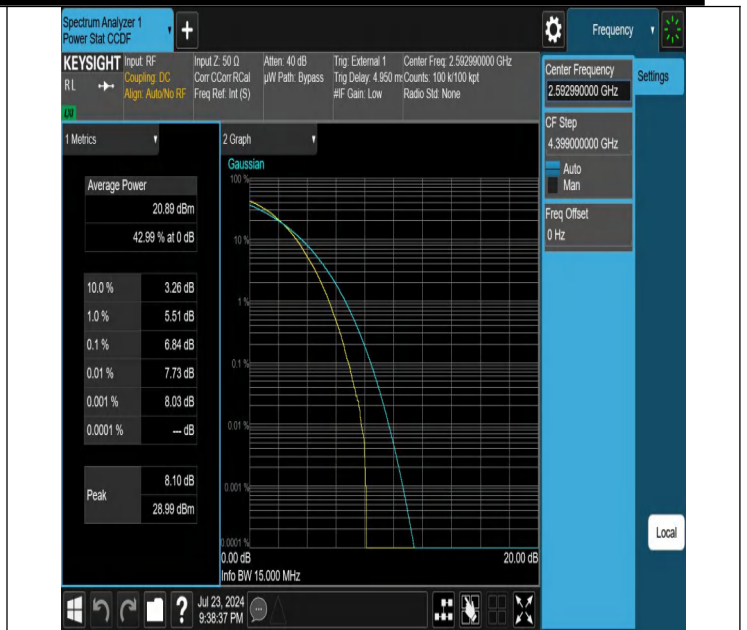 Spectrum Analyzer 1
Power Stat CCDF
+
Frequency
KEYSIGHT
R L
LXI
Input: RF
Coupling: DC
Align: Auto/No RF
Input Z: 50 Ω
Corr CCorr RCal
Freq Ref: Int (S)
Atten: 40 dB
µW Path: Bypass
Trig: External 1
Trig Delay: 4.950 ms
#IF Gain: Low
Center Freq: 2.592990000 GHz
Counts: 100 k/100 kpt
Radio Std: None
Center Frequency
2.592990000 GHz
Settings
CF Step
4.399000000 GHz
Auto
Man
Freq Offset
0 Hz
1 Metrics
Average Power
20.89 dBm
42.99 % at 0 dB
10.0 % 3.26 dB
1.0 % 5.51 dB
0.1 % 6.84 dB
0.01 % 7.73 dB
0.001 % 8.03 dB
0.0001 % --- dB
Peak
8.10 dB
28.99 dBm
2 Graph
Gaussian
100 %
10 %
1 %
0.1 %
0.01 %
0.001 %
0.0001 %
0.00 dB 20.00 dB
Info BW 15.000 MHz
Local
?
Jul 23, 2024
9:38:37 PM